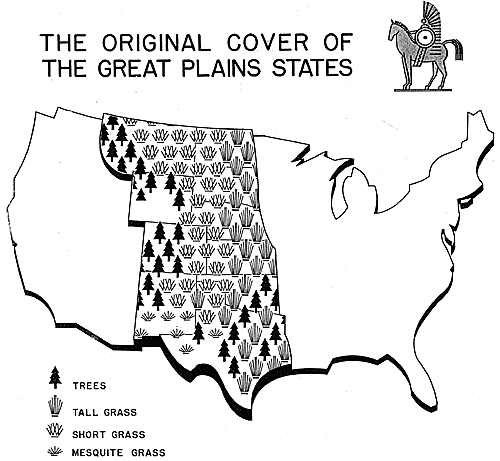 THE ORIGINAL COVER OF
THE GREAT PLAINS STATES
TREES
TALL GRASS
SHORT GRASS
MESQUITE GRASS